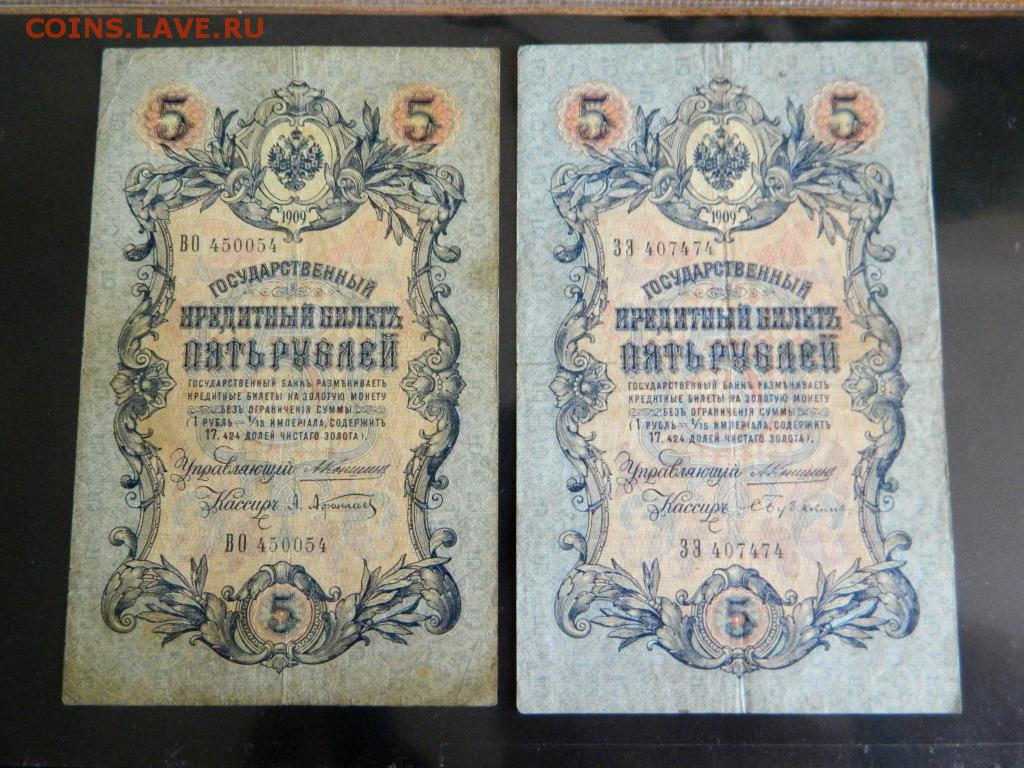 COINS.LAVE.RU
5 5
1909
ВО 450054
ГОСУДАРСТВЕННЫЙ
КРЕДИТНЫЙ БИЛЕТЪ
ПЯТЬ РУБЛЕЙ
ГОСУДАРСТВЕННЫЙ БАНКЪ РАЗМѢНИВАЕТЪ
КРЕДИТНЫЕ БИЛЕТЫ НА ЗОЛОТУЮ МОНЕТУ
БЕЗЪ ОГРАНИЧЕНІЯ СУММЫ
(1 РУБЛЬ = 1/15 ИМПЕРІАЛА, СОДЕРЖИТЪ
17,424 ДОЛЕЙ ЧИСТАГО ЗОЛОТА).
Управляющій
Кассиръ
ВО 450054
5
5 5
1909
ЗЭ 407474
ГОСУДАРСТВЕННЫЙ
КРЕДИТНЫЙ БИЛЕТЪ
ПЯТЬ РУБЛЕЙ
ГОСУДАРСТВЕННЫЙ БАНКЪ РАЗМѢНИВАЕТЪ
КРЕДИТНЫЕ БИЛЕТЫ НА ЗОЛОТУЮ МОНЕТУ
БЕЗЪ ОГРАНИЧЕНІЯ СУММЫ
(1 РУБЛЬ = 1/15 ИМПЕРІАЛА, СОДЕРЖИТЪ
17,424 ДОЛЕЙ ЧИСТАГО ЗОЛОТА).
Управляющій
Кассиръ
ЗЭ 407474
5